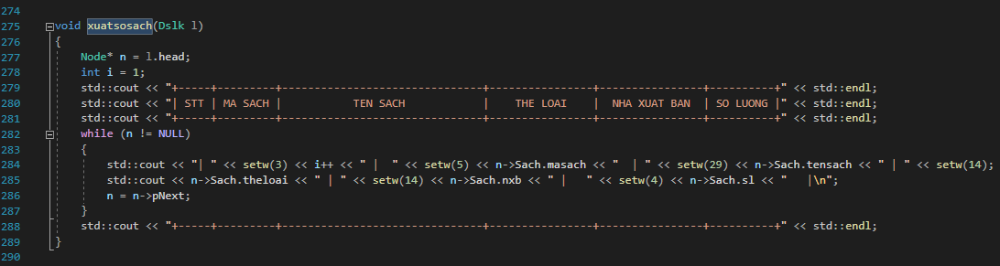 274
275 void xuatsosach(Dslk l)
276 {
277 Node* n = l.head;
278 int i = 1;
279 std::cout << "+-----+---------+-------------------------------+----------------+----------------+----------+" << std::endl;
280 std::cout << "| STT | MA SACH |           TEN SACH            |    THE LOAI    |  NHA XUAT BAN  | SO LUONG |" << std::endl;
281 std::cout << "+-----+---------+-------------------------------+----------------+----------------+----------+" << std::endl;
282 while (n != NULL)
283 {
284 std::cout << "| " << setw(3) << i++ << " |  " << setw(5) << n->Sach.masach << "  | " << setw(29) << n->Sach.tensach << " | " << setw(14);
285 std::cout << n->Sach.theloai << " | " << setw(14) << n->Sach.nxb << " |   " << setw(4) << n->Sach.sl << "   |\n";
286 n = n->pNext;
287 }
288 std::cout << "+-----+---------+-------------------------------+----------------+----------------+----------+" << std::endl;
289 }
290